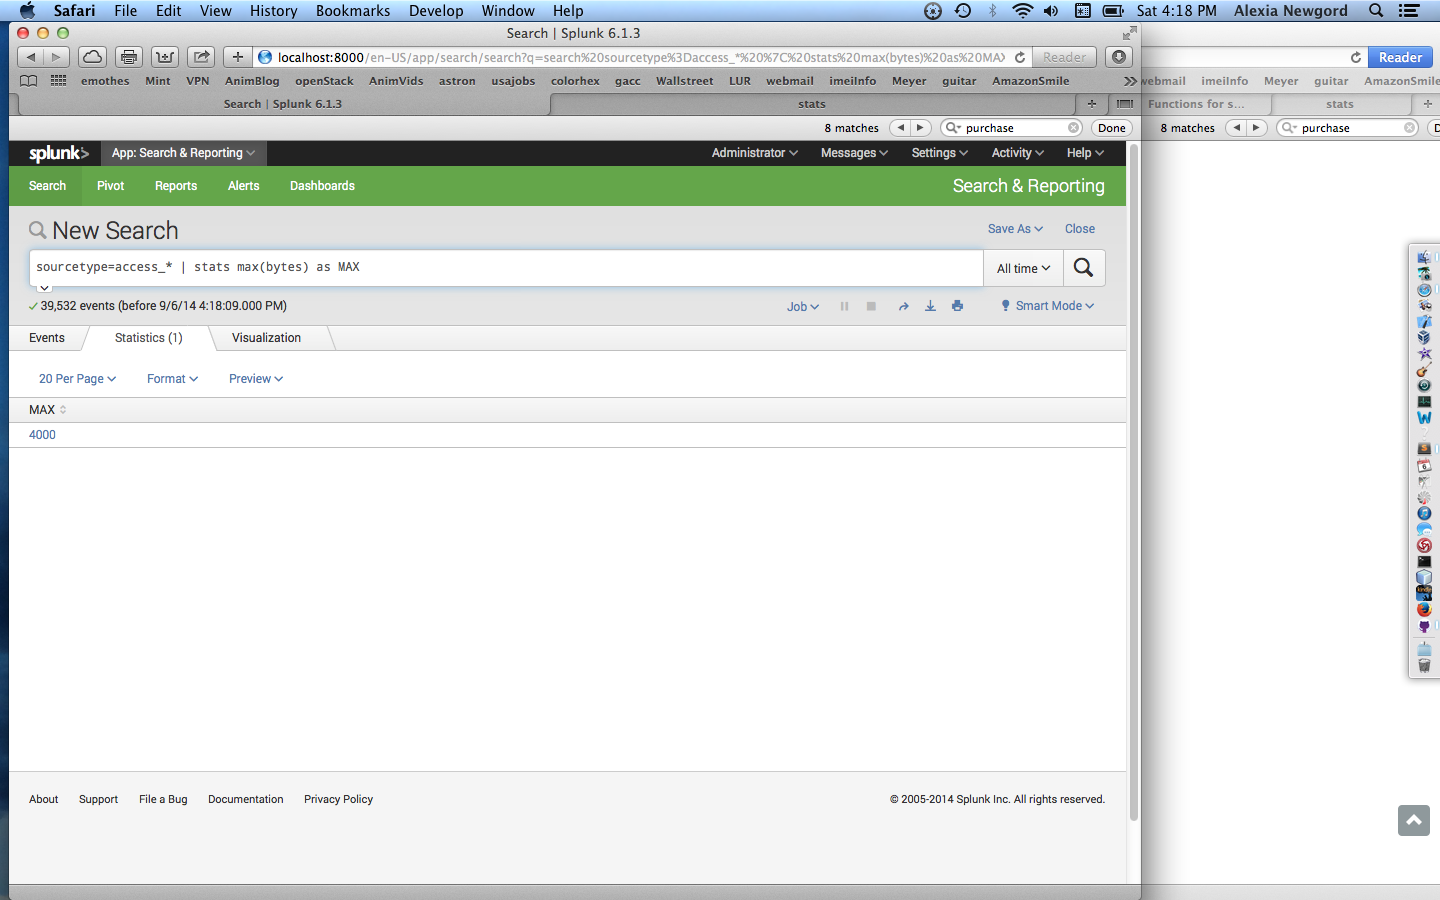 Safari File Edit View History Bookmarks Develop Window Help Sat 4:18 PM Alexia Newgord
Search | Splunk 6.1.3
localhost:8000/en-US/app/search/search?q=search%20sourcetype%3Daccess_*%20%7C%20stats%20max(bytes)%20as%20MAX Reader
Reader
emothes Mint VPN AnimBlog openStack AnimVids astron usajobs colorhex gacc Wallstreet LUR webmail imeiInfo Meyer guitar AmazonSmile
webmail imeiInfo Meyer guitar AmazonSmile
Search | Splunk 6.1.3 stats
Functions for s... stats
8 matches purchase Done
8 matches purchase
splunk> App: Search & Reporting Administrator Messages Settings Activity Help
Search Pivot Reports Alerts Dashboards Search & Reporting
New Search Save As Close
sourcetype=access_* | stats max(bytes) as MAX All time
39,532 events (before 9/6/14 4:18:09.000 PM) Job Smart Mode
Events Statistics (1) Visualization
20 Per Page Format Preview
MAX
4000
About Support File a Bug Documentation Privacy Policy © 2005-2014 Splunk Inc. All rights reserved.